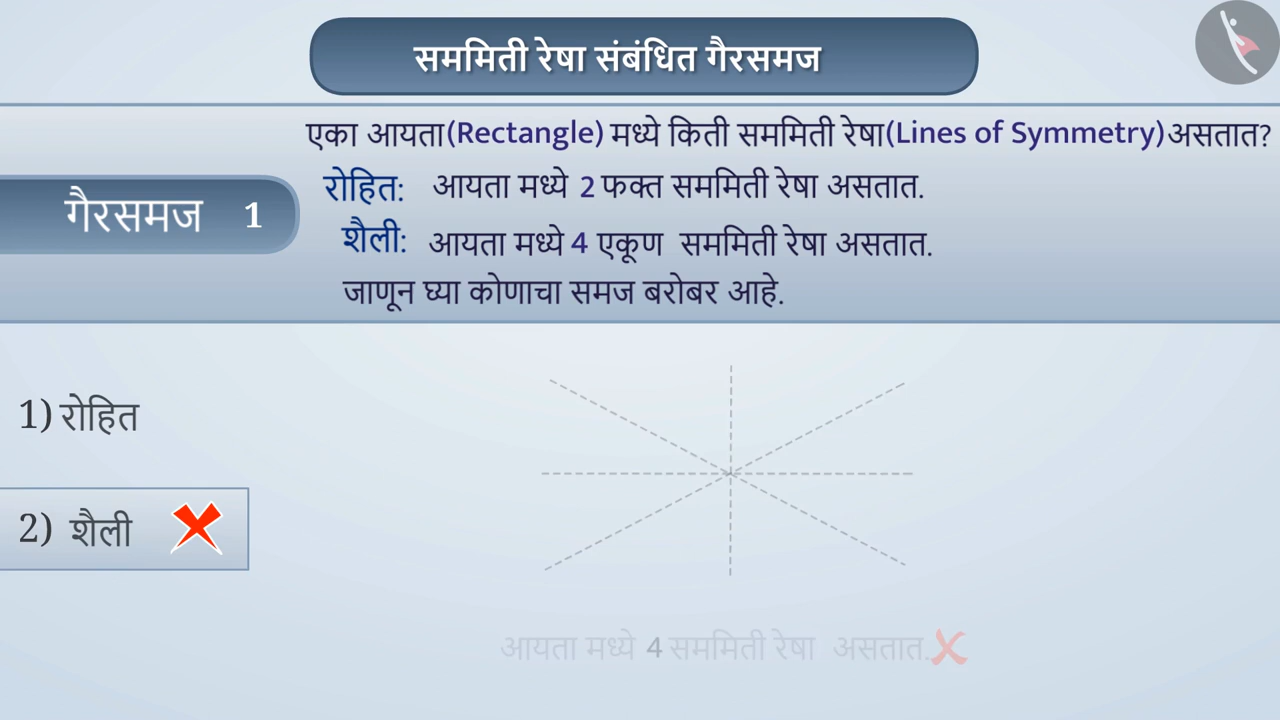 सममिती रेषा संबंधित गैरसमज
एका आयता(Rectangle) मध्ये किती सममिती रेषा(Lines of Symmetry)असतात?
गैरसमज 1
रोहित: आयता मध्ये 2 फक्त सममिती रेषा असतात.
शैली: आयता मध्ये 4 एकूण सममिती रेषा असतात.
जाणून घ्या कोणाचा समज बरोबर आहे.
1) रोहित
2) शैली
आयता मध्ये 4 सममिती रेषा असतात.